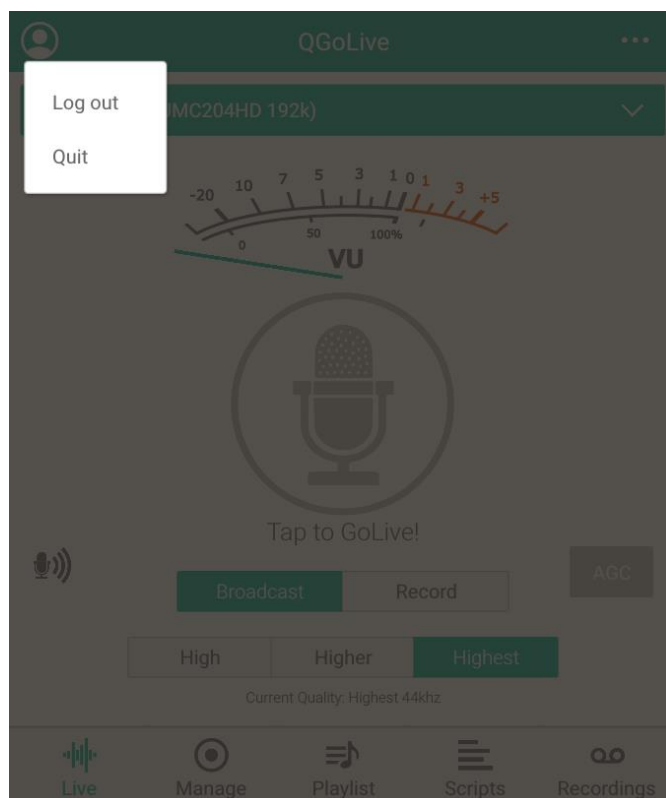 QGoLive
Log out
Quit
MC204HD 192k)
-20 10 7 5 3 1 0 1 3 +5
0 50 100%
VU
Tap to GoLive!
AGC
Broadcast Record
High Higher Highest
Current Quality: Highest 44khz
Live Manage Playlist Scripts Recordings